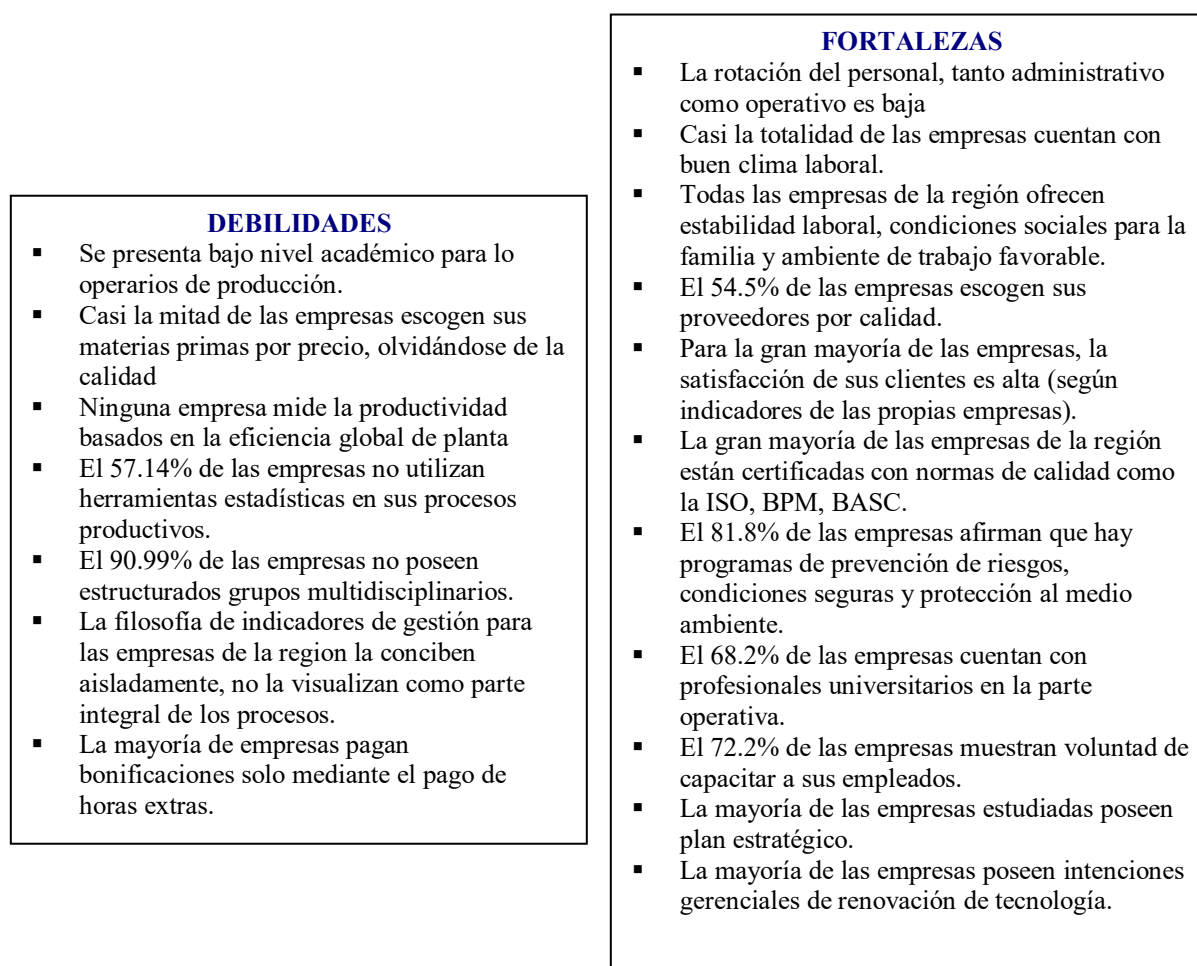 DEBILIDADES
▪ Se presenta bajo nivel académico para lo
operarios de producción.
▪ Casi la mitad de las empresas escogen sus
materias primas por precio, olvidándose de la
calidad
▪ Ninguna empresa mide la productividad
basados en la eficiencia global de planta
▪ El 57.14% de las empresas no utilizan
herramientas estadísticas en sus procesos
productivos.
▪ El 90.99% de las empresas no poseen
estructurados grupos multidisciplinarios.
▪ La filosofía de indicadores de gestión para
las empresas de la region la conciben
aisladamente, no la visualizan como parte
integral de los procesos.
▪ La mayoría de empresas pagan
bonificaciones solo mediante el pago de
horas extras.
FORTALEZAS
▪ La rotación del personal, tanto administrativo
como operativo es baja
▪ Casi la totalidad de las empresas cuentan con
buen clima laboral.
▪ Todas las empresas de la región ofrecen
estabilidad laboral, condiciones sociales para la
familia y ambiente de trabajo favorable.
▪ El 54.5% de las empresas escogen sus
proveedores por calidad.
▪ Para la gran mayoría de las empresas, la
satisfacción de sus clientes es alta (según
indicadores de las propias empresas).
▪ La gran mayoría de las empresas de la región
están certificadas con normas de calidad como
la ISO, BPM, BASC.
▪ El 81.8% de las empresas afirman que hay
programas de prevención de riesgos,
condiciones seguras y protección al medio
ambiente.
▪ El 68.2% de las empresas cuentan con
profesionales universitarios en la parte
operativa.
▪ El 72.2% de las empresas muestran voluntad de
capacitar a sus empleados.
▪ La mayoría de las empresas estudiadas poseen
plan estratégico.
▪ La mayoría de las empresas poseen intenciones
gerenciales de renovación de tecnología.